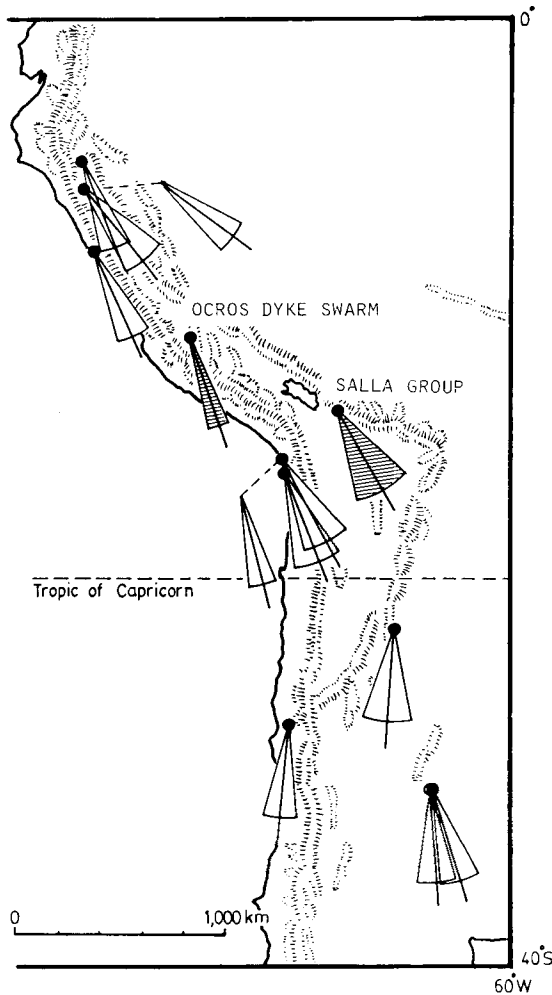 0°
OCROS DYKE SWARM
SALLA GROUP
Tropic of Capricorn
0 1,000 km
40°S
60°W